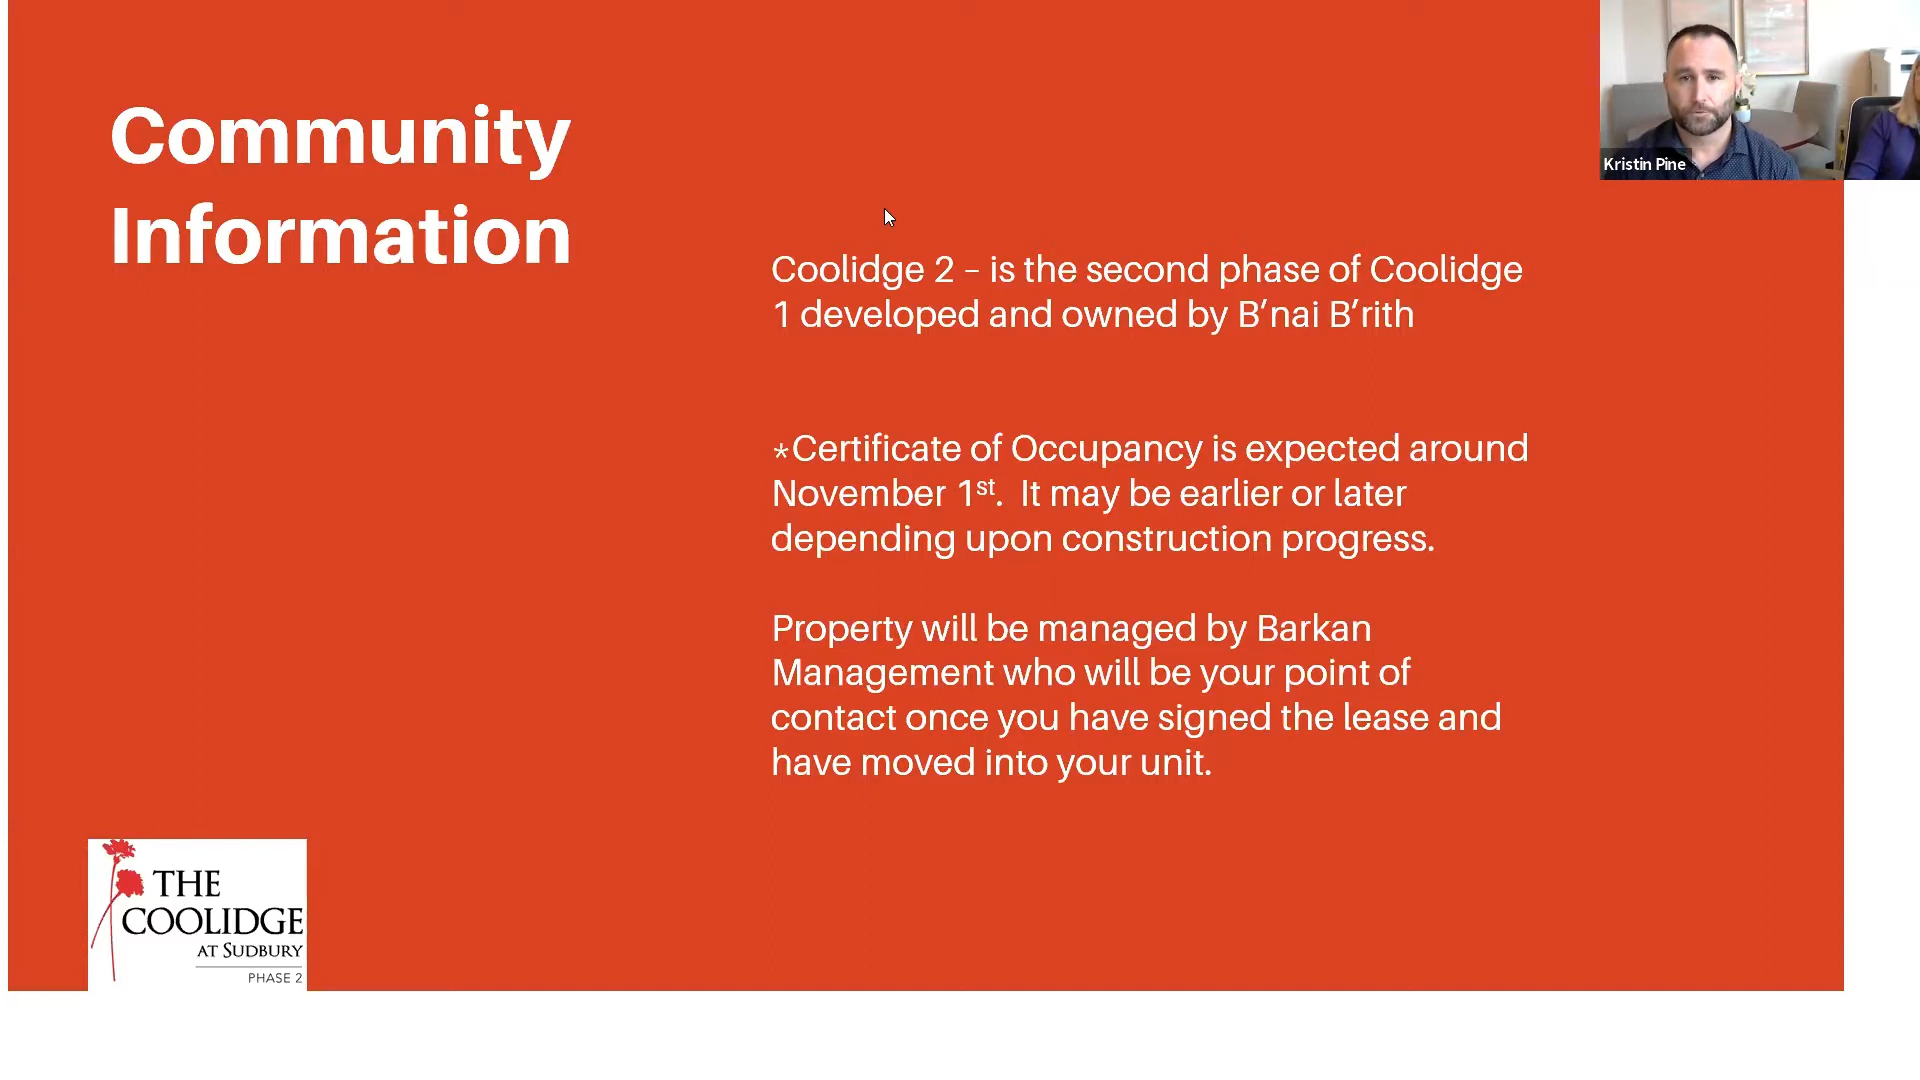 Community
Information
Kristin Pine
Coolidge 2 – is the second phase of Coolidge
1 developed and owned by B’nai B’rith
*Certificate of Occupancy is expected around
November 1st.  It may be earlier or later
depending upon construction progress.
Property will be managed by Barkan
Management who will be your point of
contact once you have signed the lease and
have moved into your unit.
THE
COOLIDGE
AT SUDBURY
PHASE 2